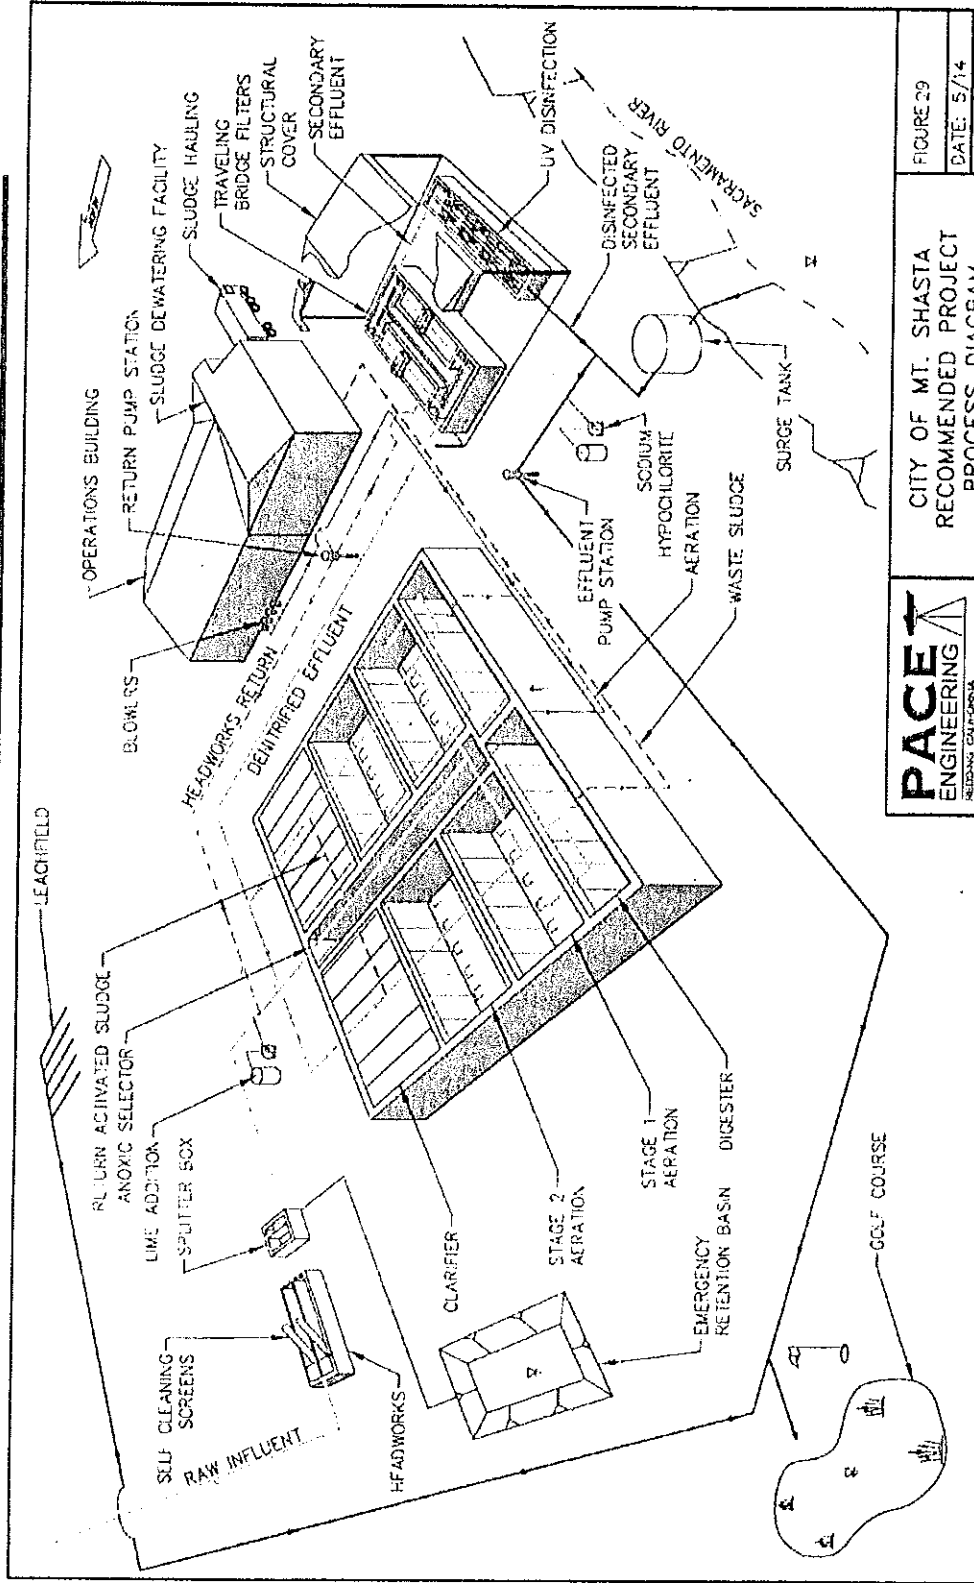 LEACHFIELD
OPERATIONS BUILDING
RETURN PUMP STATION
SLUDGE DEWATERING FACILITY
SLUDGE HAULING
TRAVELING
BRIDGE FILTERS
STRUCTURAL
COVER
SECONDARY
EFFLUENT
UV DISINFECTION
SACRAMENTO RIVER
DISINFECTED
SECONDARY
EFFLUENT
BLOWERS
HEADWORKS RETURN
DENITRIFIED EFFLUENT
RETURN ACTIVATED SLUDGE
ANOXIC SELECTOR
LIME ADDITION
SPLITTER BOX
SELF CLEANING
SCREENS
RAW INFLUENT
HEADWORKS
CLARIFIER
STAGE 2
AERATION
STAGE 1
AERATION
EMERGENCY
RETENTION BASIN
DIGESTER
GOLF COURSE
EFFLUENT
PUMP STATION
SODIUM
HYPOCHLORITE
AERATION
WASTE SLUDGE
SURGE TANK
PACE
ENGINEERING
REDDING, CALIFORNIA
CITY OF MT. SHASTA
RECOMMENDED PROJECT
PROCESS DIAGRAM
FIGURE 29
DATE: 5/14